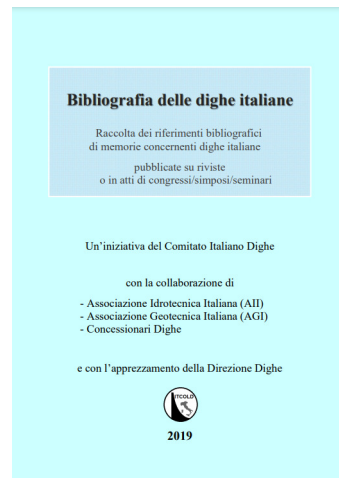 Bibliografia delle dighe italiane
Raccolta dei riferimenti bibliografici
di memorie concernenti dighe italiane
pubblicate su riviste
o in atti di congressi/simposi/seminari
Un'iniziativa del Comitato Italiano Dighe
con la collaborazione di
- Associazione Idrotecnica Italiana (AII)
- Associazione Geotecnica Italiana (AGI)
- Concessionari Dighe
e con l'apprezzamento della Direzione Dighe
ITCOLD
2019